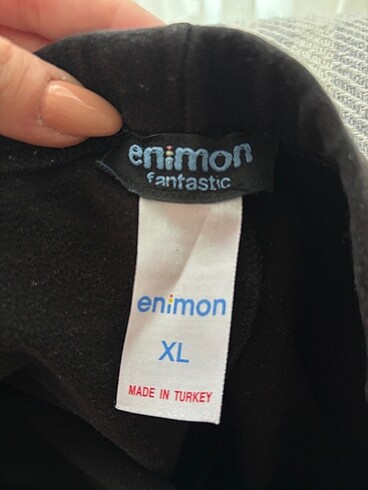 enimon
fantastic
enimon
XL
MADE IN TURKEY